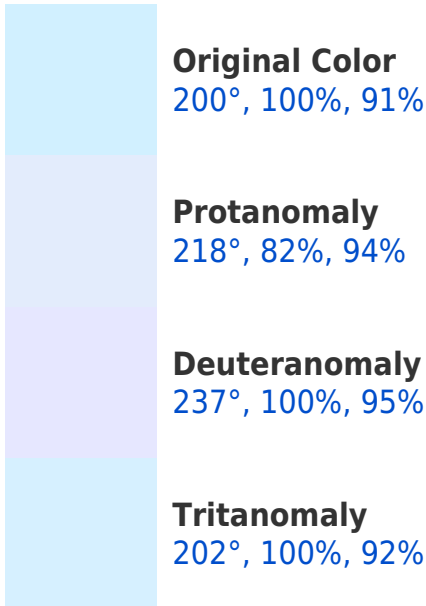 Original Color
200°, 100%, 91%
Protanomaly
218°, 82%, 94%
Deuteranomaly
237°, 100%, 95%
Tritanomaly
202°, 100%, 92%